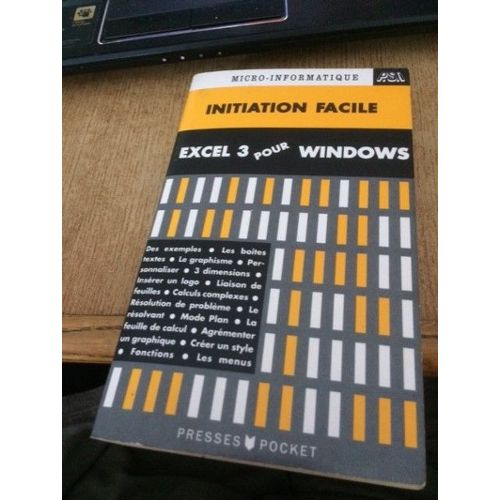 MICRO-INFORMATIQUE PSI
INITIATION FACILE
EXCEL 3 POUR WINDOWS
Des exemples • Les boites
textes • Le graphisme • Per-
sonnaliser • 3 dimensions •
Insérer un logo • Liaison de
feuilles • Calculs complexes •
Résolution de problème • Le
résolvant • Mode Plan • La
feuille de calcul • Agrémenter
un graphique • Créer un style
• Fonctions • Les menus
PRESSES POCKET